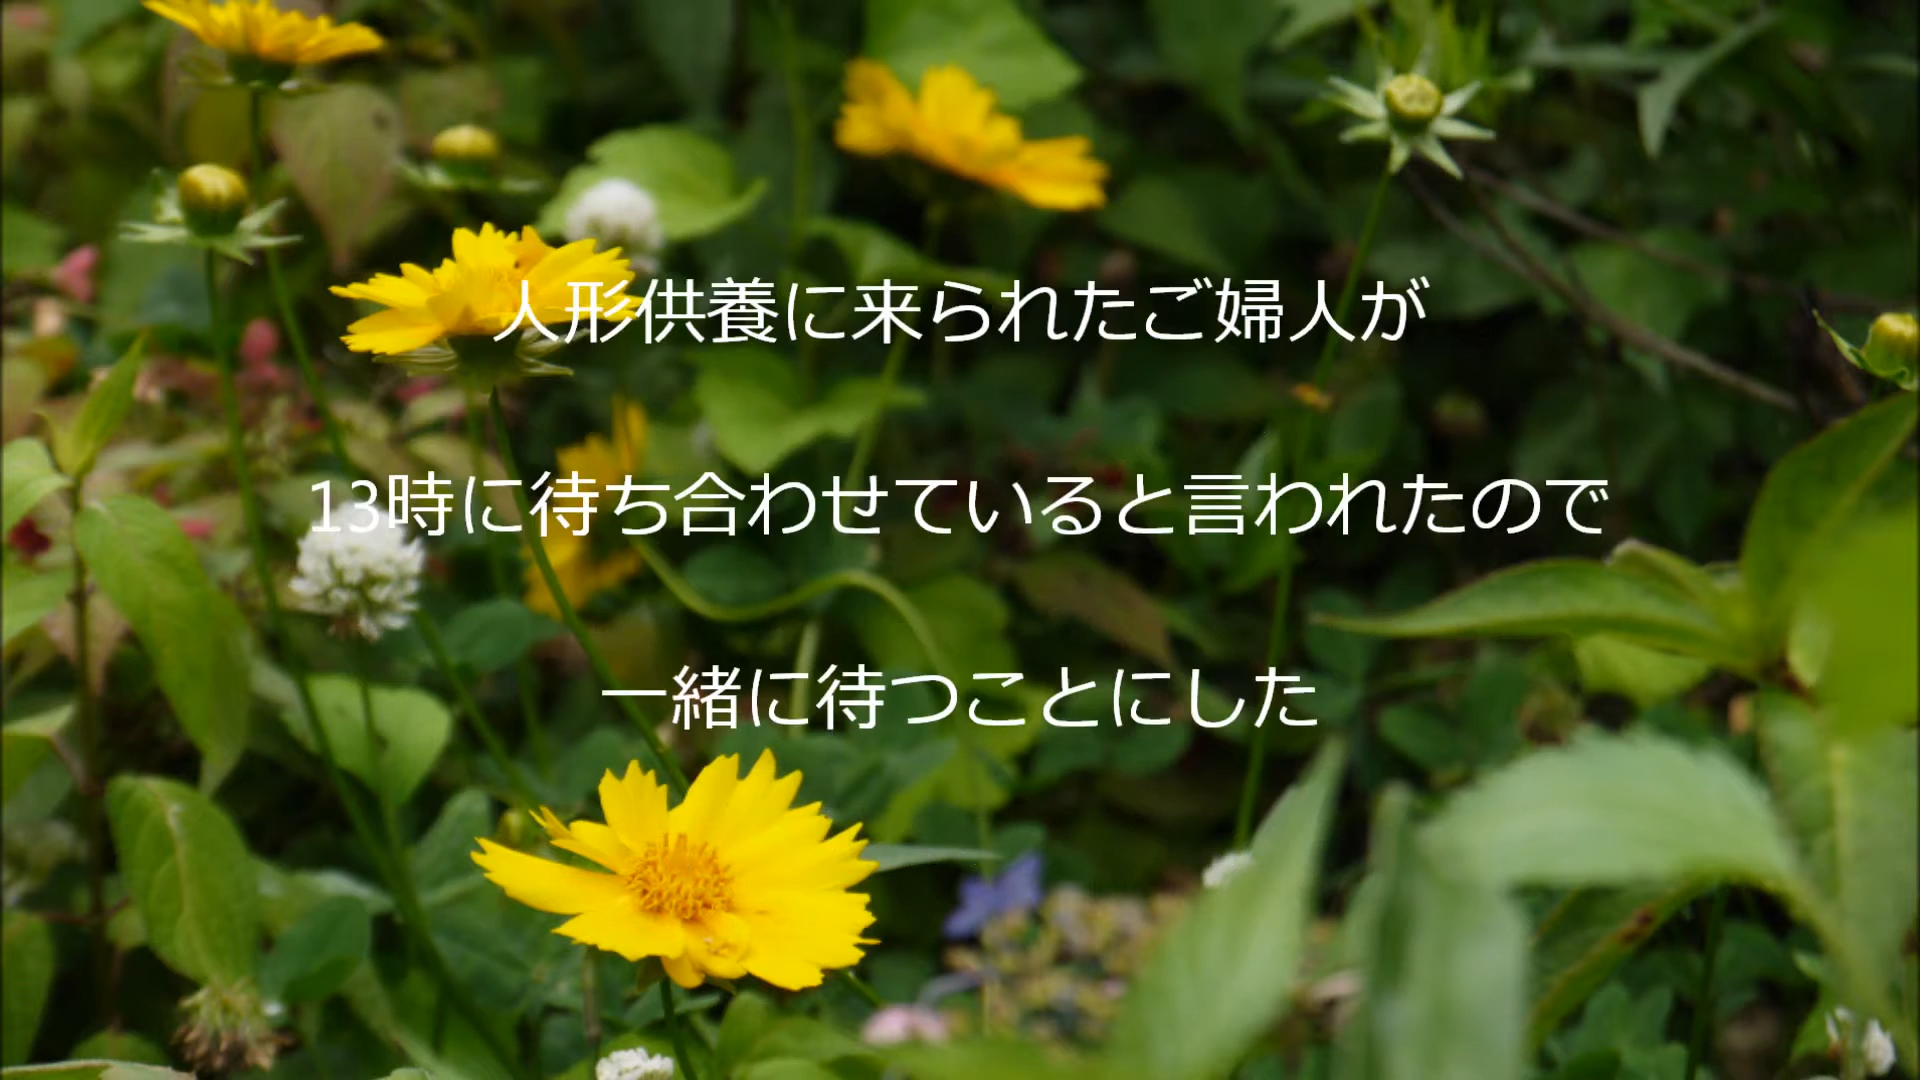 人形供養に来られたご婦人が
13時に待ち合わせていると言われたので
一緒に待つことにした